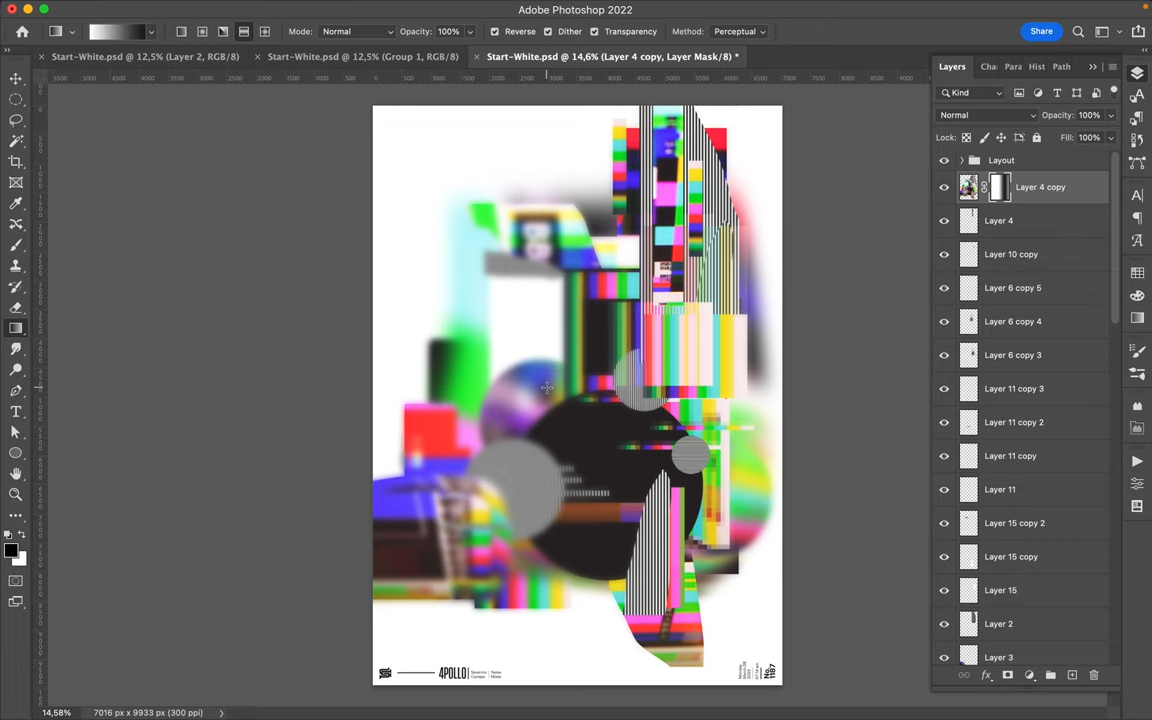 Adobe Photoshop 2022
Mode: Normal Opacity: 100% Reverse Dither Transparency Method: Perceptual Share
Start-White.psd @ 12,5% (Layer 2, RGB/8)
Start-White.psd @ 12,5% (Group 1, RGB/8)
Start-White.psd @ 14,6% (Layer 4 copy, Layer Mask/8) *
Layers Cha Para Hist Path
Kind
Normal Opacity: 100%
Lock: Fill: 100%
Layout
Layer 4 copy
Layer 4
Layer 10 copy
Layer 6 copy 5
Layer 6 copy 4
Layer 6 copy 3
Layer 11 copy 3
Layer 11 copy 2
Layer 11 copy
Layer 11
Layer 15 copy 2
Layer 15 copy
Layer 15
Layer 2
Layer 3
4POLLO
No. 1187
14,58% 7016 px x 9933 px (300 ppi)